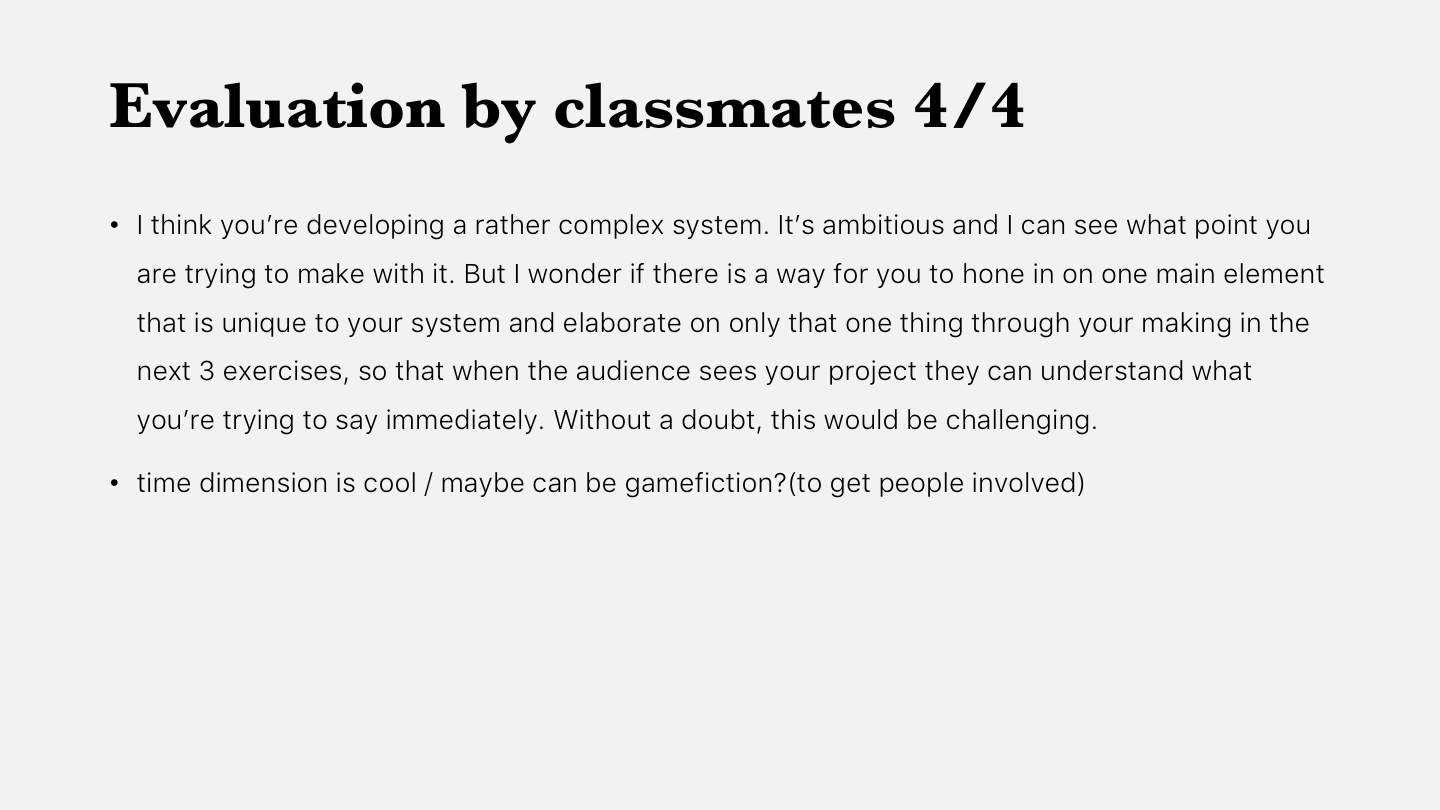 Evaluation by classmates 4/4
• I think you’re developing a rather complex system. It’s ambitious and I can see what point you
are trying to make with it. But I wonder if there is a way for you to hone in on one main element
that is unique to your system and elaborate on only that one thing through your making in the
next 3 exercises, so that when the audience sees your project they can understand what
you’re trying to say immediately. Without a doubt, this would be challenging.
• time dimension is cool / maybe can be gamefiction?(to get people involved)